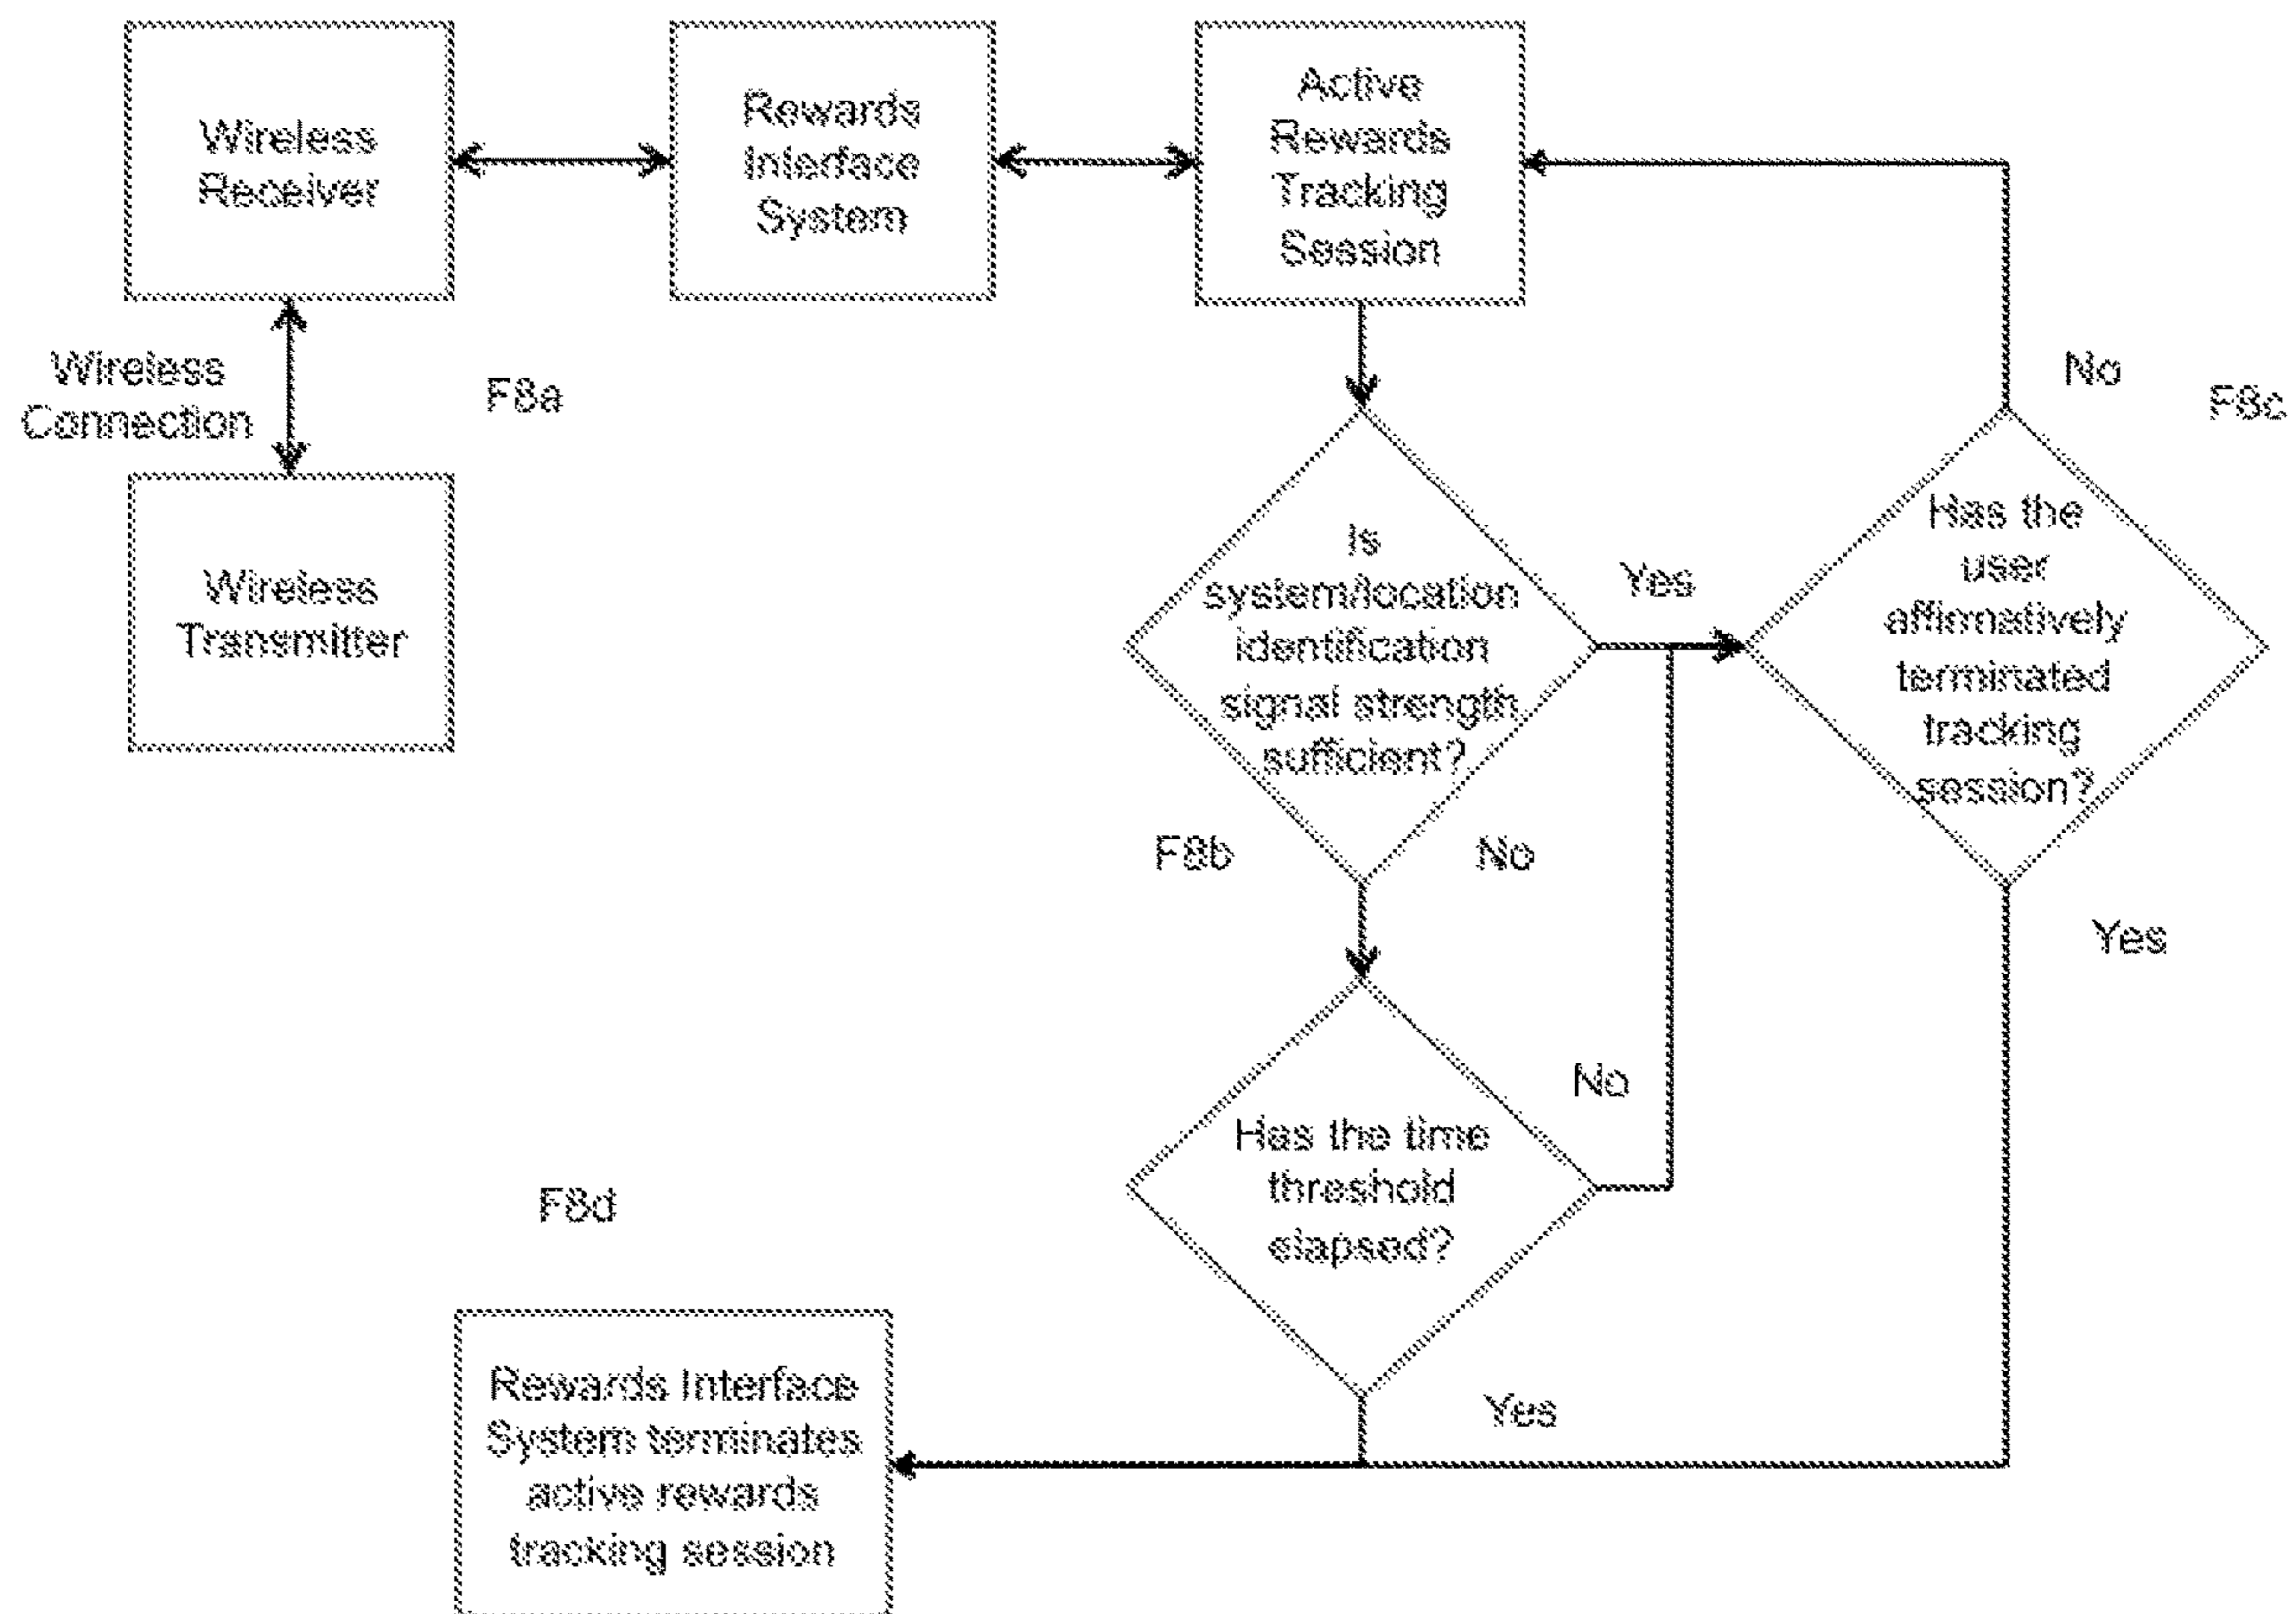 Wireless
Receiver
Rewards
Interface
System
Active
Rewards
Tracking
Session
Wireless
Connection
F8a
No
F8c
Wireless
Transmitter
Is
system/location
identification
signal strength
sufficient?
Yes
Has the
user
affirmatively
terminated
tracking
session?
F8b
No
Yes
No
Has the time
threshold
elapsed?
F8d
Yes
Rewards Interface
System terminates
active rewards
tracking session